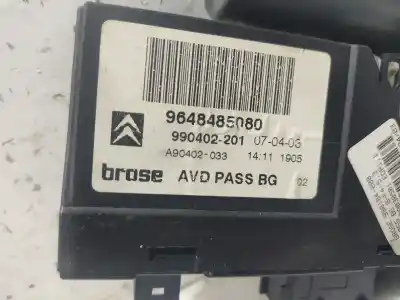 9648485080
990402-201 07-04-03
A90402-033 14:11 1905
brose AVD PASS BG 02